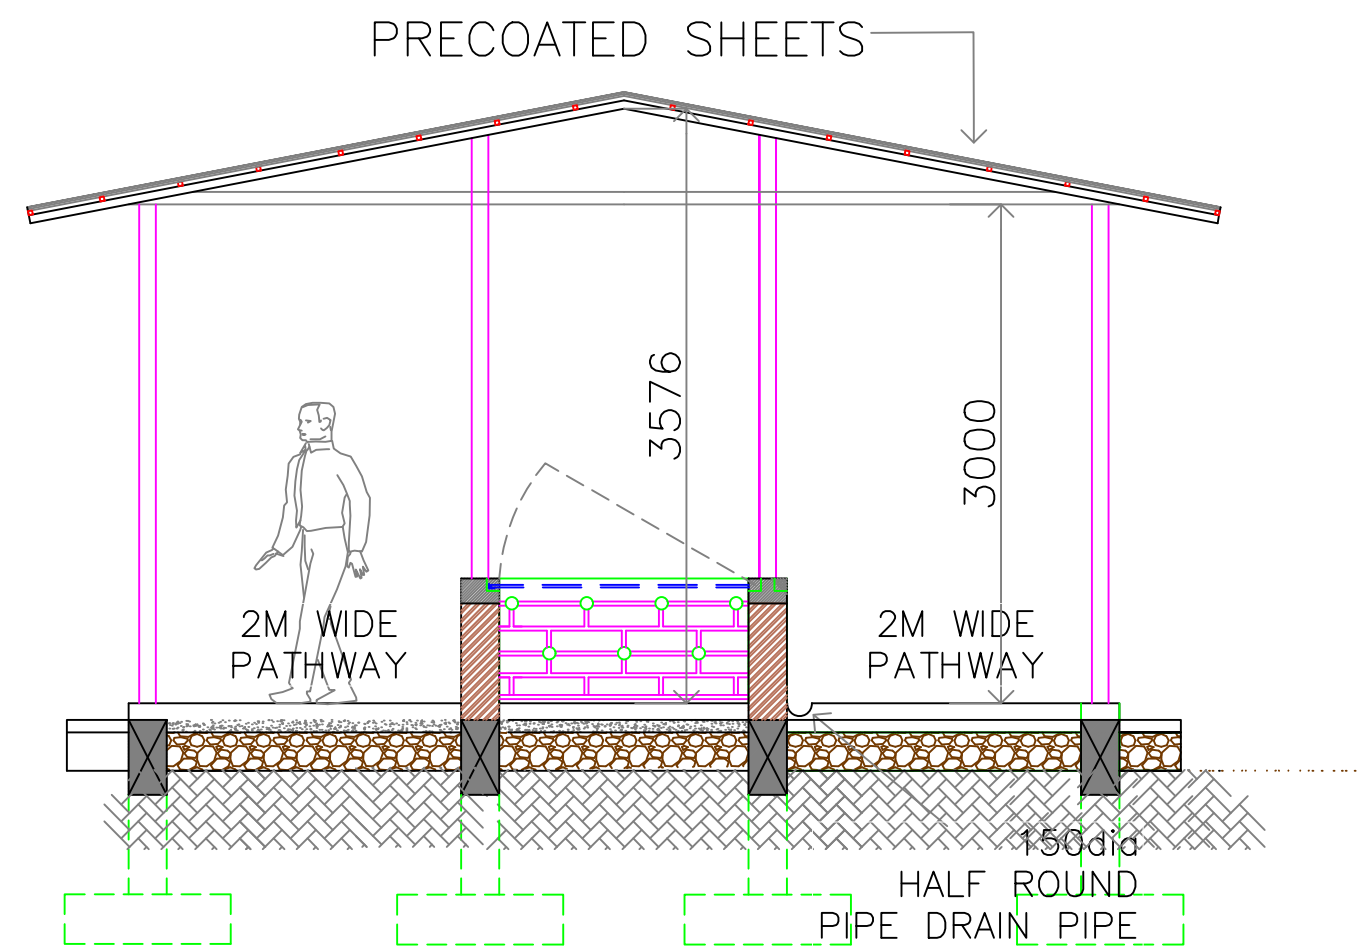 PRECOATED SHEETS
3576
3000
2M WIDE
PATHWAY
2M WIDE
PATHWAY
150dia
HALF ROUND
PIPE DRAIN PIPE